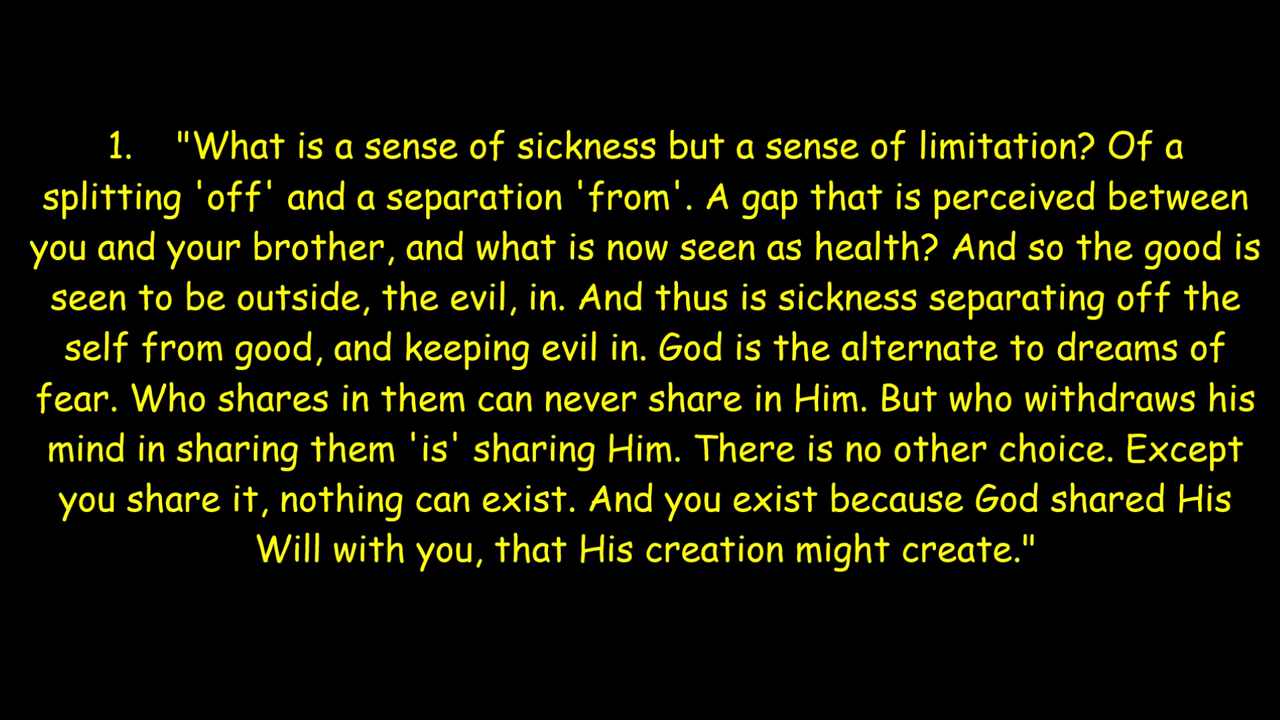 1. "What is a sense of sickness but a sense of limitation? Of a
splitting 'off' and a separation 'from'. A gap that is perceived between
you and your brother, and what is now seen as health? And so the good is
seen to be outside, the evil, in. And thus is sickness separating off the
self from good, and keeping evil in. God is the alternate to dreams of
fear. Who shares in them can never share in Him. But who withdraws his
mind in sharing them 'is' sharing Him. There is no other choice. Except
you share it, nothing can exist. And you exist because God shared His
Will with you, that His creation might create."